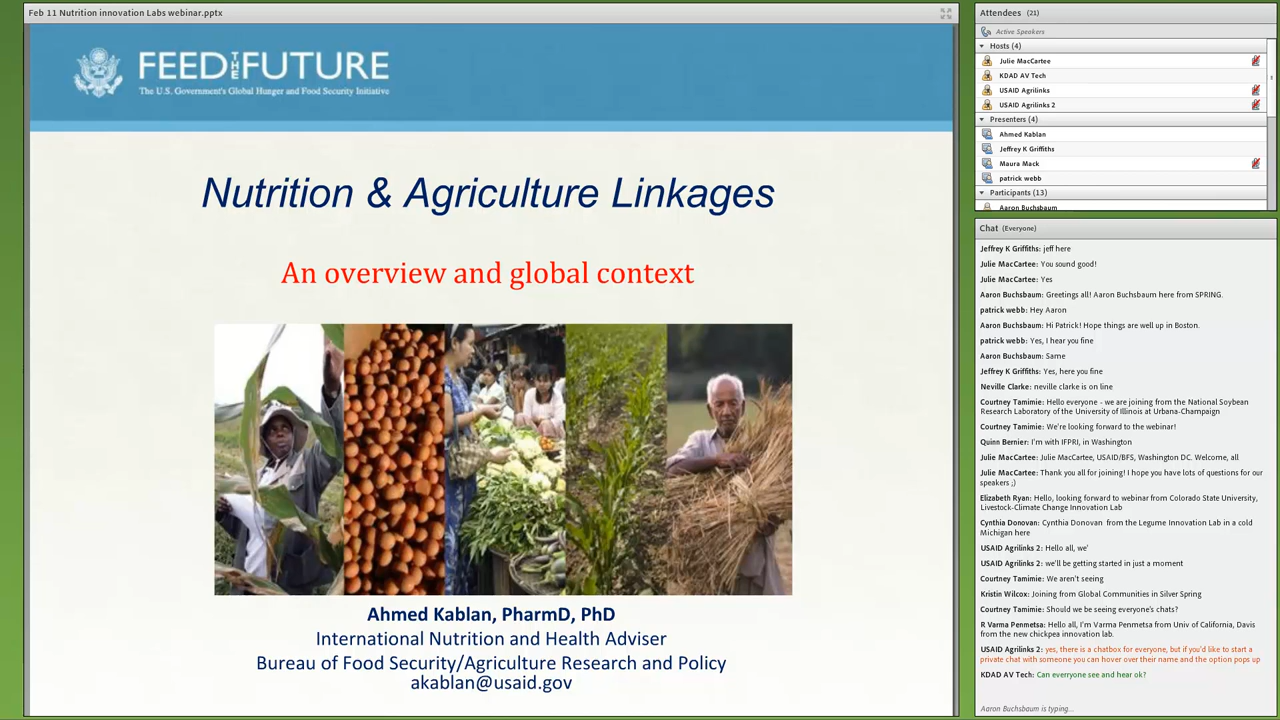 Feb 11 Nutrition innovation Labs webinar.pptx
FEED THE FUTURE
The U.S. Government's Global Hunger and Food Security Initiative
Nutrition & Agriculture Linkages
An overview and global context
Ahmed Kablan, PharmD, PhD
International Nutrition and Health Adviser
Bureau of Food Security/Agriculture Research and Policy
akablan@usaid.gov
Attendees (21)
Active Speakers
Hosts (4)
Julie MacCartee
KDAD AV Tech
USAID Agrilinks
USAID Agrilinks 2
Presenters (4)
Ahmed Kablan
Jeffrey K Griffiths
Maura Mack
patrick webb
Participants (13)
Aaron Buchsbaum
Chat (Everyone)
Jeffrey K Griffiths: jeff here
Julie MacCartee: You sound good!
Julie MacCartee: Yes
Aaron Buchsbaum: Greetings all! Aaron Buchsbaum here from SPRING.
patrick webb: Hey Aaron
Aaron Buchsbaum: Hi Patrick! Hope things are well up in Boston.
patrick webb: Yes, I hear you fine
Aaron Buchsbaum: Same
Jeffrey K Griffiths: Yes, here you fine
Neville Clarke: neville clarke is on line
Courtney Tamimie: Hello everyone - we are joining from the National Soybean
Research Laboratory of the University of Illinois at Urbana-Champaign
Courtney Tamimie: We're looking forward to the webinar!
Quinn Bernier: I'm with IFPRI, in Washington
Julie MacCartee: Julie MacCartee, USAID/BFS, Washington DC. Welcome, all
Julie MacCartee: Thank you all for joining! I hope you have lots of questions for our
speakers ;)
Elizabeth Ryan: Hello, looking forward to webinar from Colorado State University,
Livestock-Climate Change Innovation Lab
Cynthia Donovan: Cynthia Donovan from the Legume Innovation Lab in a cold
Michigan here
USAID Agrilinks 2: Hello all, we'
USAID Agrilinks 2: we'll be getting started in just a moment
Courtney Tamimie: We aren't seeing
Kristin Wilcox: Joining from Global Communities in Silver Spring
Courtney Tamimie: Should we be seeing everyone's chats?
R Varma Penmetsa: Hello all, I'm Varma Penmetsa from Univ of California, Davis
from the new chickpea innovation lab.
USAID Agrilinks 2: yes, there is a chatbox for everyone, but if you'd like to start a
private chat with someone you can hover over their name and the option pops up
KDAD AV Tech: Can everyone see and hear ok?
Aaron Buchsbaum is typing...